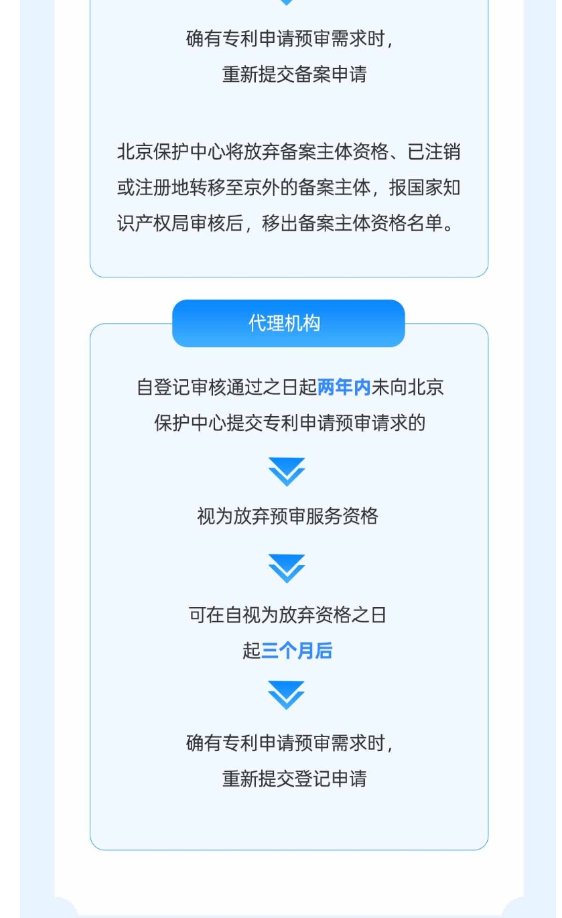 确有专利申请预审需求时，
重新提交备案申请
北京保护中心将放弃备案主体资格、已注销
或注册地转移至京外的备案主体，报国家知
识产权局审核后，移出备案主体资格名单。
代理机构
自登记审核通过之日起两年内未向北京
保护中心提交专利申请预审请求的
视为放弃预审服务资格
可在自视为放弃资格之日
起三个月后
确有专利申请预审需求时，
重新提交登记申请